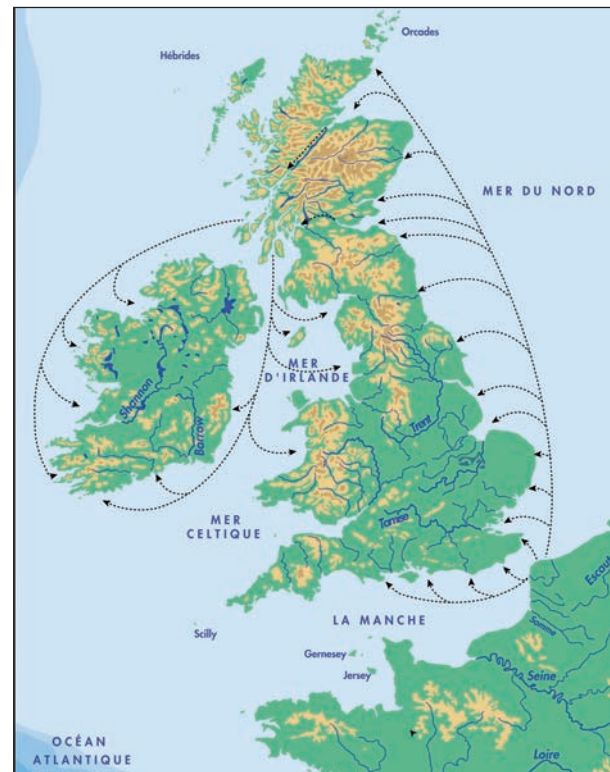 Orcades
Hébrides
MER DU NORD
MER
D'IRLANDE
Shannon
Barrow
Trent
MER
CELTIQUE
Tamise
Escaut
LA MANCHE
Scilly
Somme
Gernesey
Jersey
Seine
OCÉAN
ATLANTIQUE
Loire